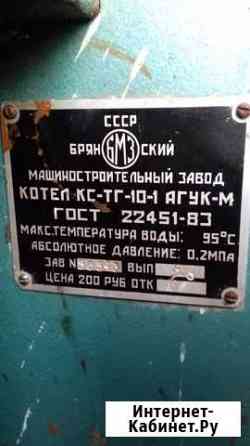 СССР
БРЯН БМЗ СКИЙ
МАШИНОСТРОИТЕЛЬНЫЙ ЗАВОД
КОТЕЛ КС-ТГ-10-1 АГУК-М
ГОСТ 22451-83
МАКС.ТЕМПЕРАТУРА ВОДЫ: 95°С
АБСОЛЮТНОЕ ДАВЛЕНИЕ: 0.2МПА
ЗАВ N ВЫП
ЦЕНА 200 РУБ ОТК
Интернет-
Кабинет.Ру